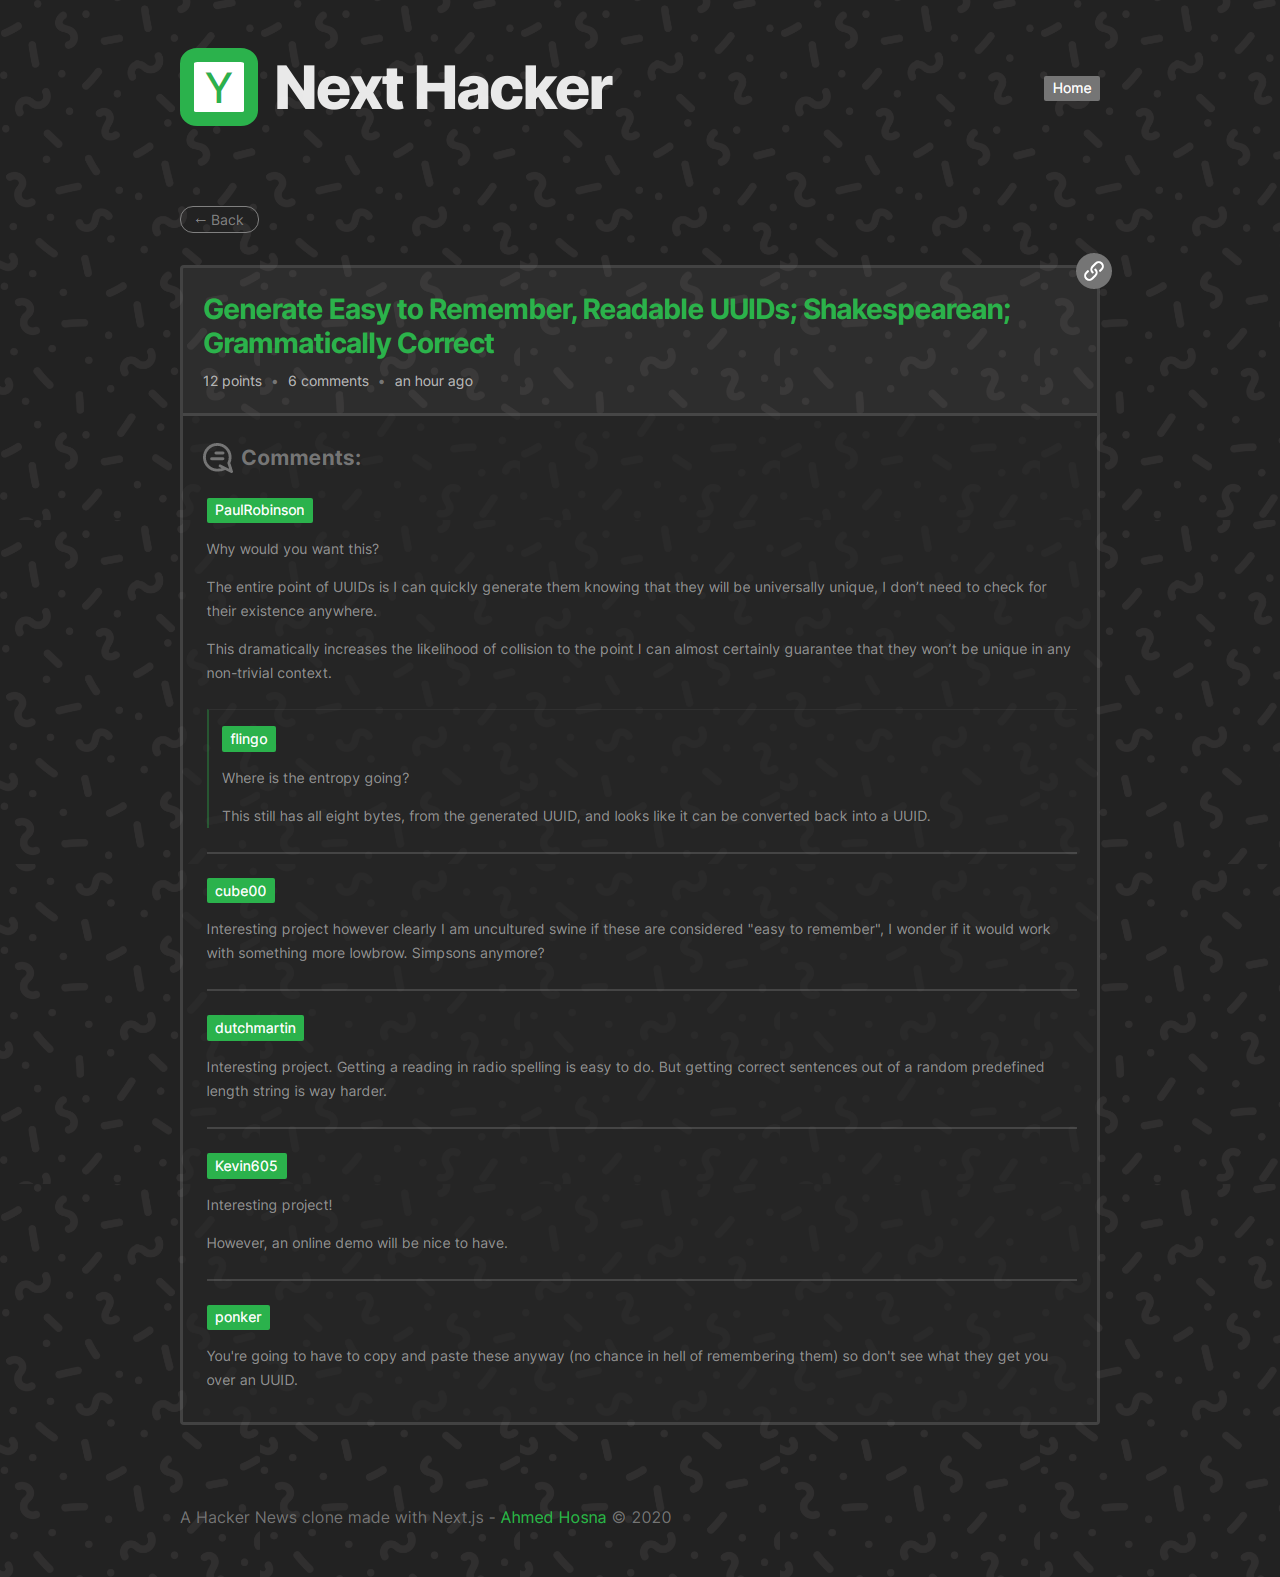 Y Next Hacker
Home
← Back
Generate Easy to Remember, Readable UUIDs; Shakespearean;
Grammatically Correct
12 points • 6 comments • an hour ago
Comments:
PaulRobinson
Why would you want this?
The entire point of UUIDs is I can quickly generate them knowing that they will be universally unique, I don’t need to check for
their existence anywhere.
This dramatically increases the likelihood of collision to the point I can almost certainly guarantee that they won’t be unique in any
non-trivial context.
flingo
Where is the entropy going?
This still has all eight bytes, from the generated UUID, and looks like it can be converted back into a UUID.
cube00
Interesting project however clearly I am uncultured swine if these are considered "easy to remember", I wonder if it would work
with something more lowbrow. Simpsons anymore?
dutchmartin
Interesting project. Getting a reading in radio spelling is easy to do. But getting correct sentences out of a random predefined
length string is way harder.
Kevin605
Interesting project!
However, an online demo will be nice to have.
ponker
You're going to have to copy and paste these anyway (no chance in hell of remembering them) so don't see what they get you
over an UUID.
A Hacker News clone made with Next.js - Ahmed Hosna © 2020